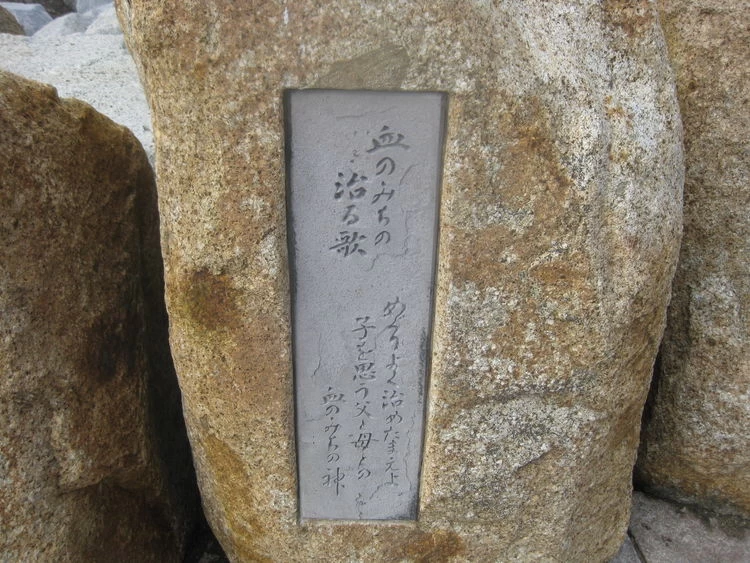 血のみちの
治る歌
めぐりよく治めたまえよ
子を思う父と母との
血のみちの神